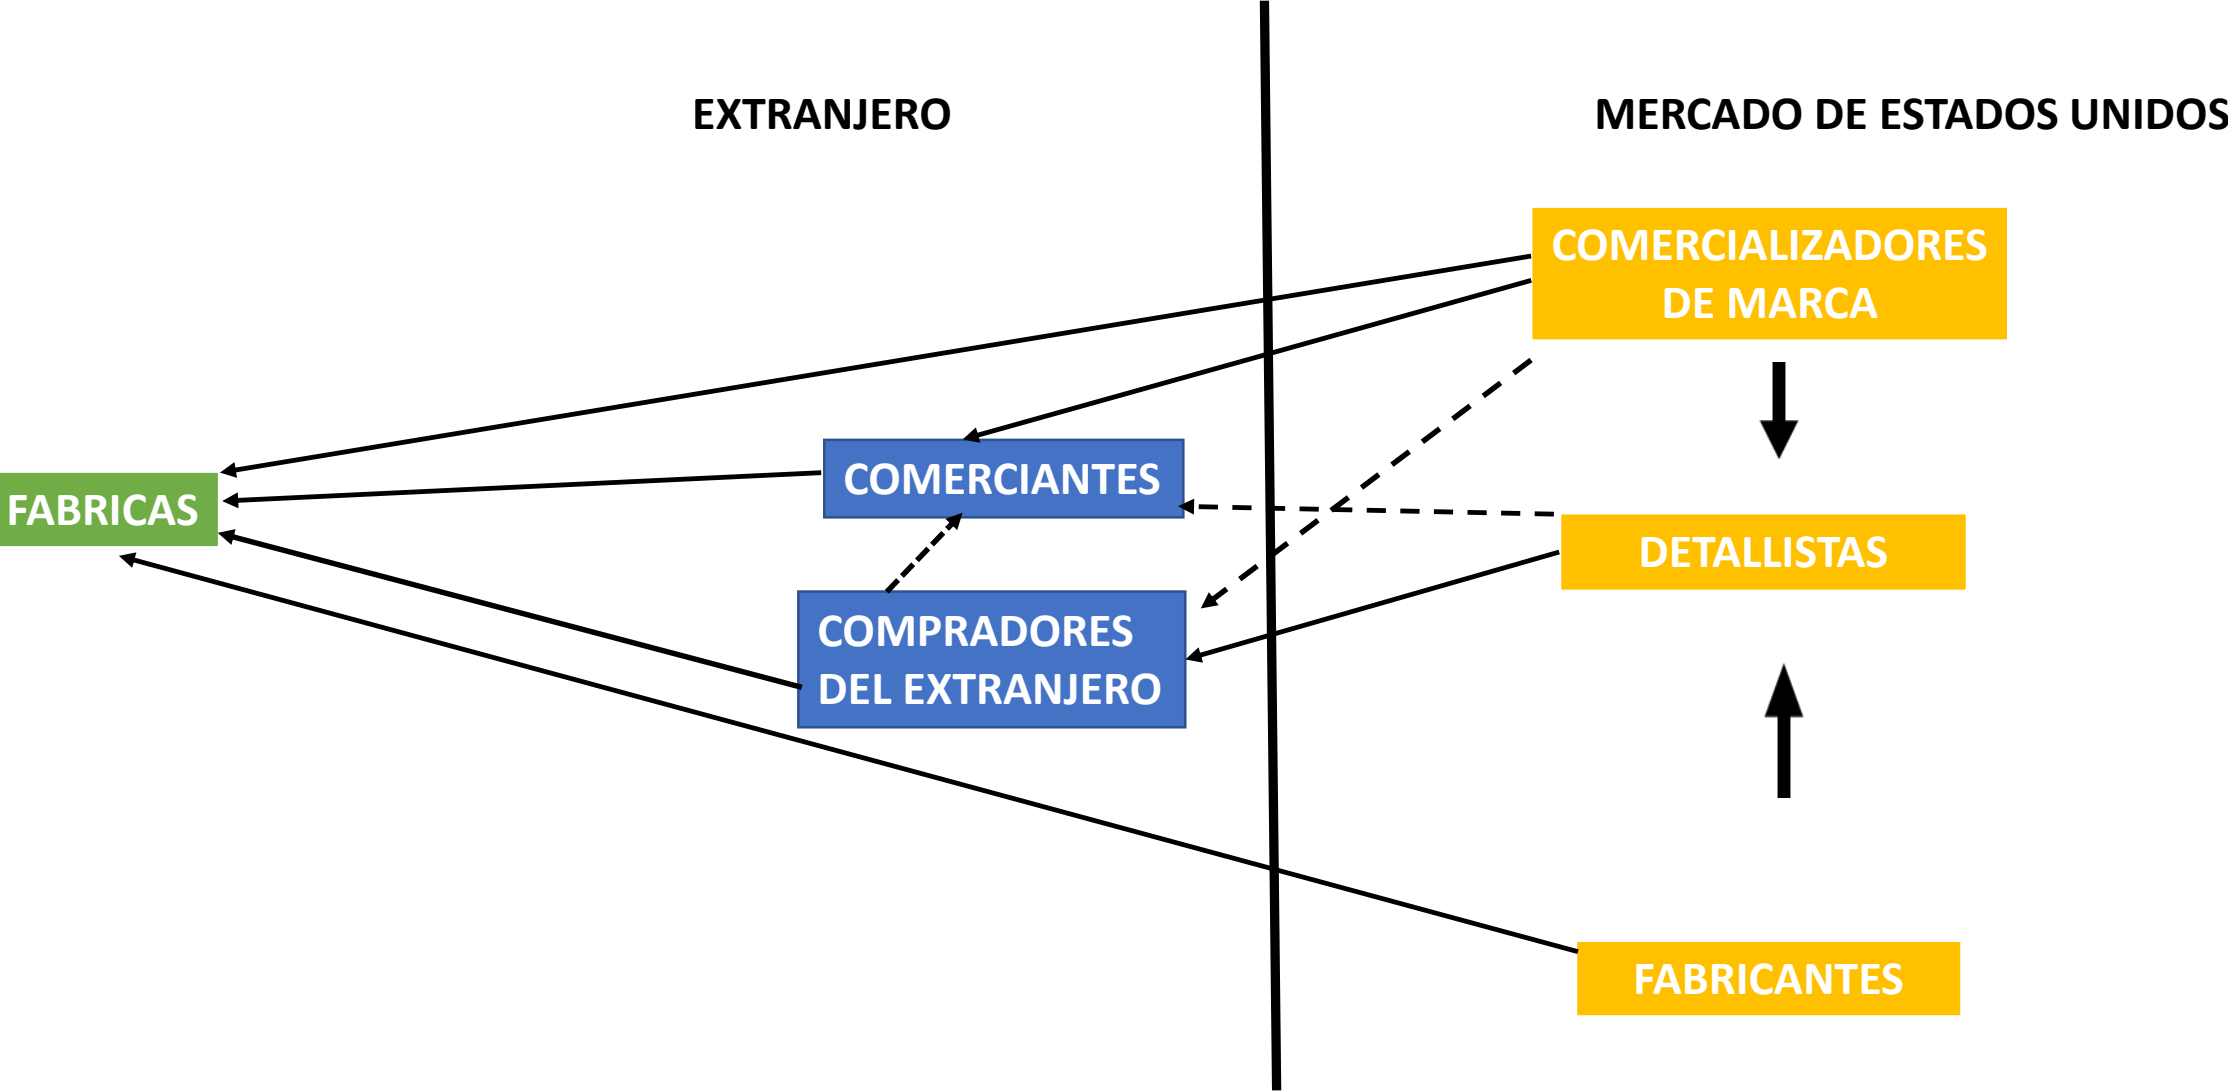 EXTRANJERO
MERCADO DE ESTADOS UNIDOS
COMERCIALIZADORES
DE MARCA
COMERCIANTES
FABRICAS
DETALLISTAS
COMPRADORES
DEL EXTRANJERO
FABRICANTES